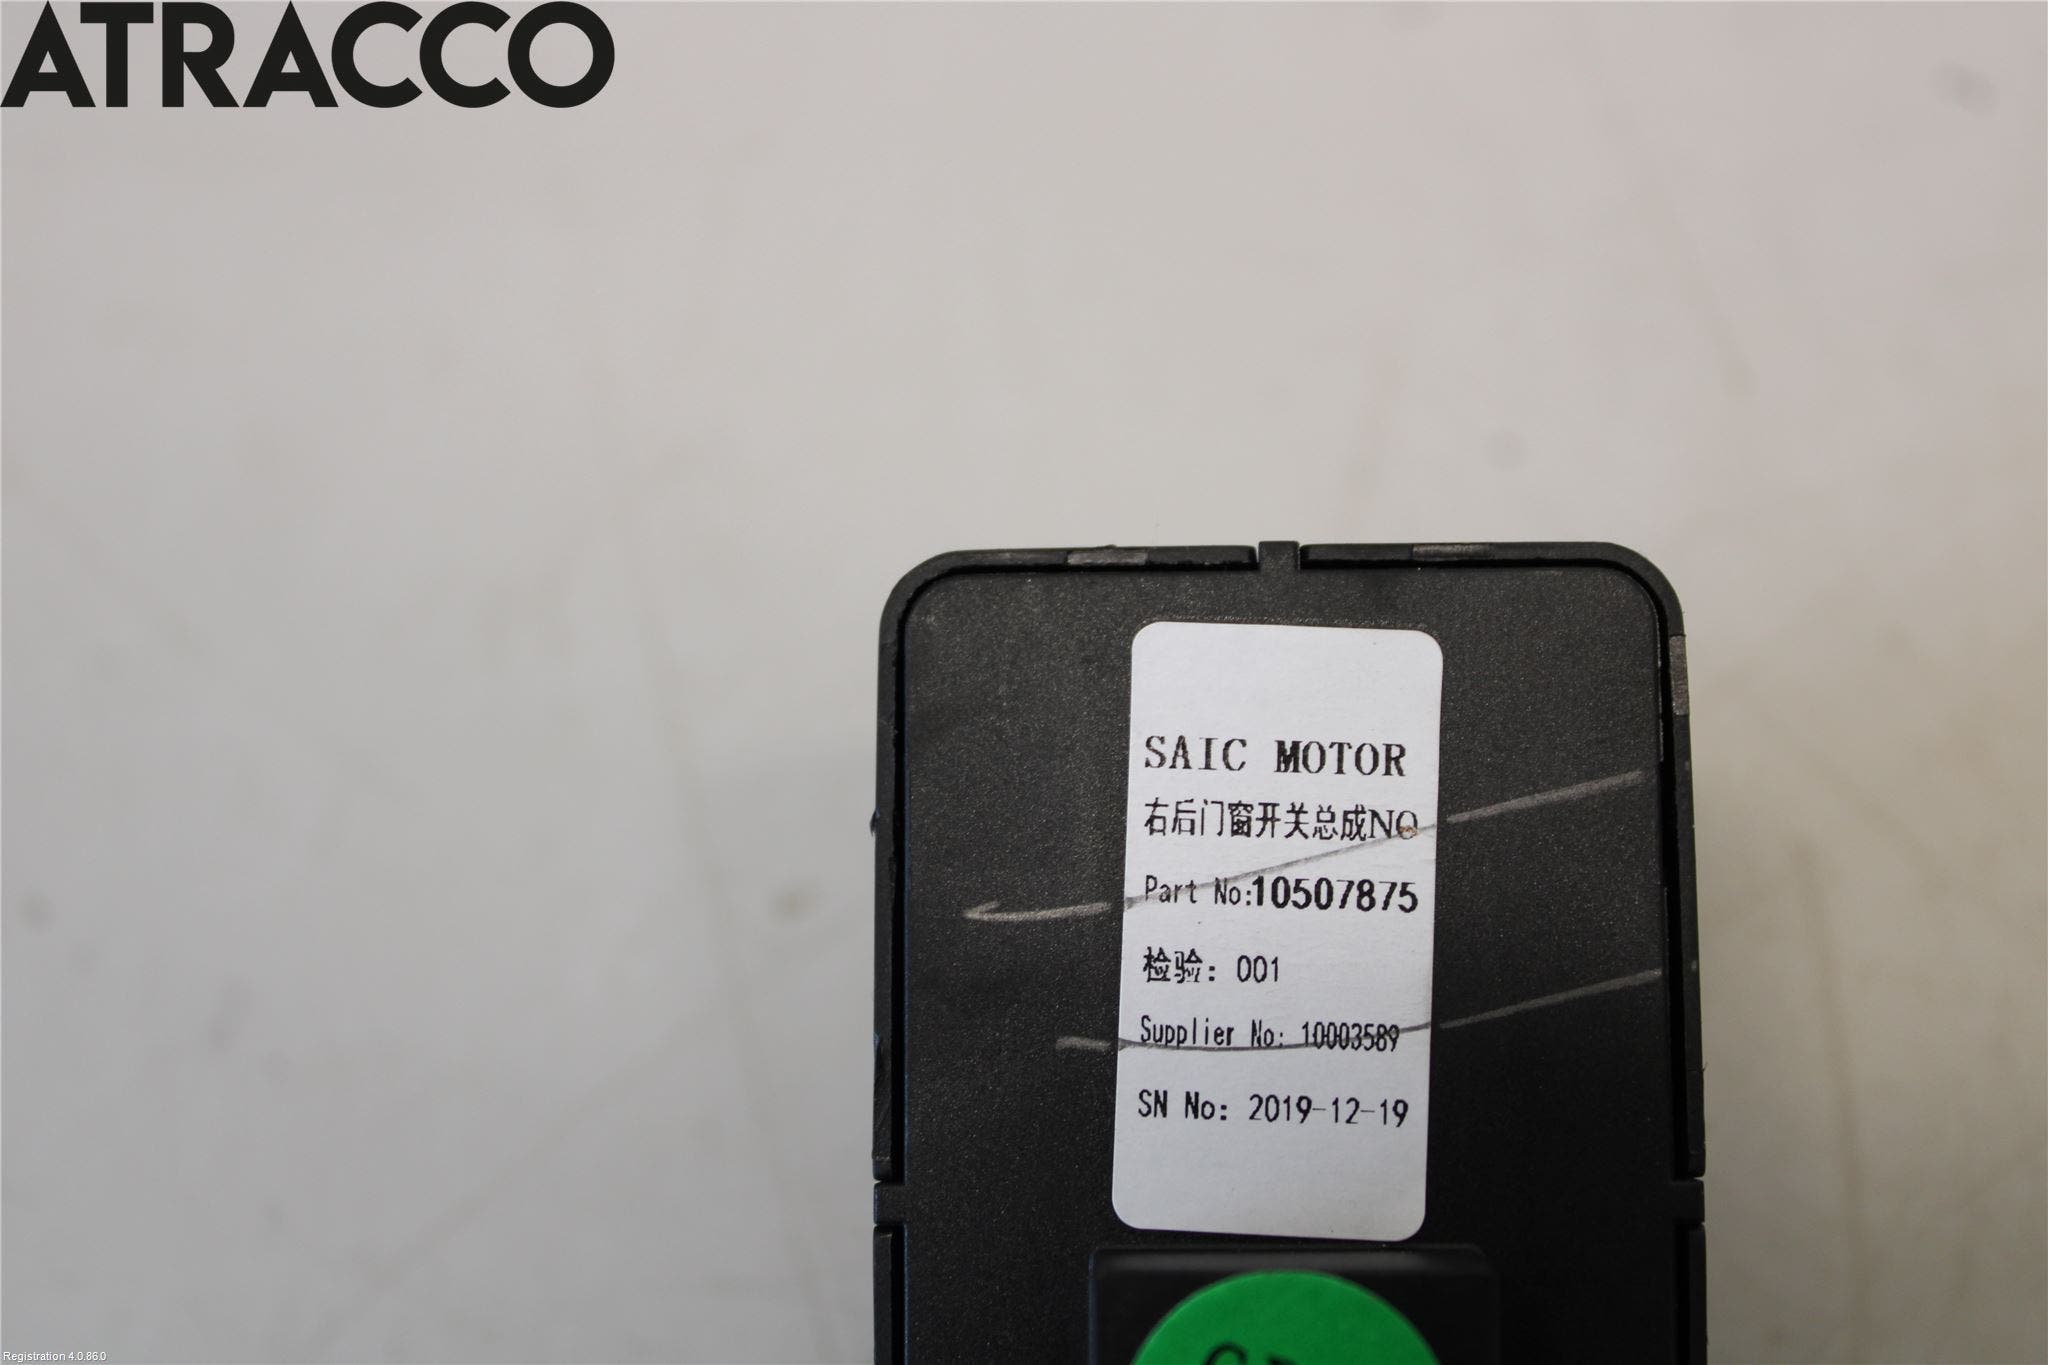 ATRACCO
SAIC MOTOR
右后门窗开关总成NO
Part No:10507875
检验: 001
Supplier No: 10003589
SN No: 2019-12-19
Registration 4.0.86.0